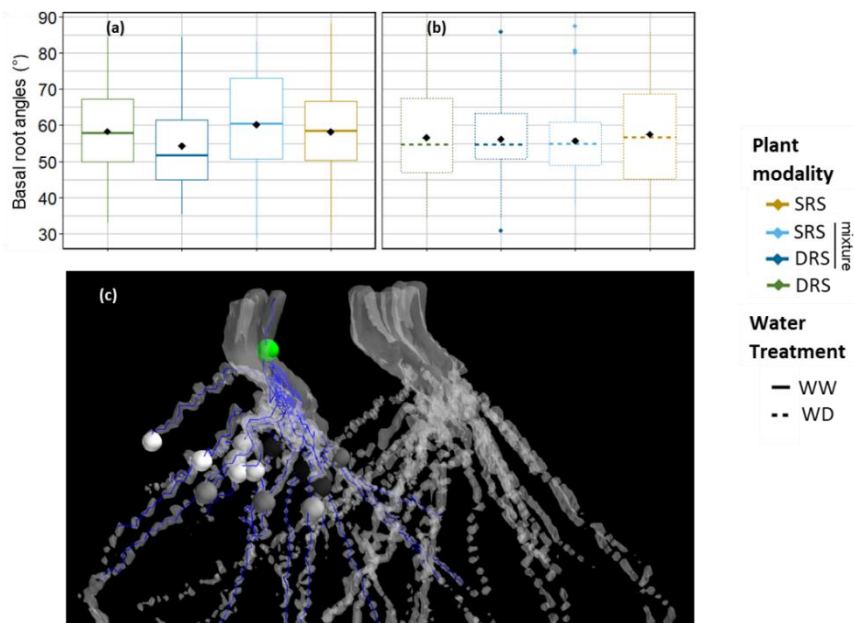 (a)
(b)
90
80
70
60
50
40
30
Basal root angles (°)
(c)
Plant
modality
SRS
SRS
DRS
mixture
DRS
Water
Treatment
WW
WD